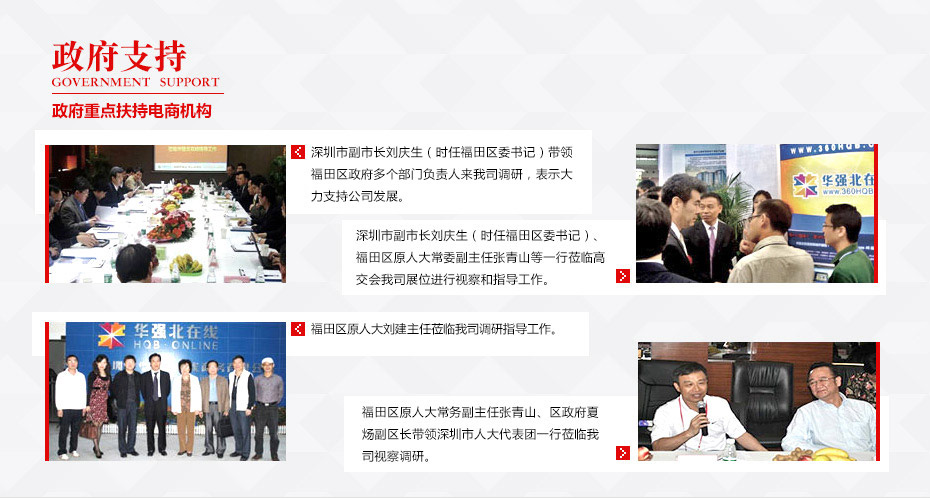 政府支持
GOVERNMENT SUPPORT
政府重点扶持电商机构
深圳市副市长刘庆生（时任福田区委书记）带领
福田区政府多个部门负责人来我司调研，表示大
力支持公司发展。
www.360HQB
华强北在
www.360HQB
深圳市副市长刘庆生（时任福田区委书记）、
福田区原人大常委副主任张青山等一行莅临高
交会我司展位进行视察和指导工作。
华强北在线
HQB·ONLINE
福田区原人大刘建主任莅临我司调研指导工作。
福田区原人大常务副主任张青山、区政府夏
炀副区长带领深圳市人大代表团一行莅临我
司视察调研。